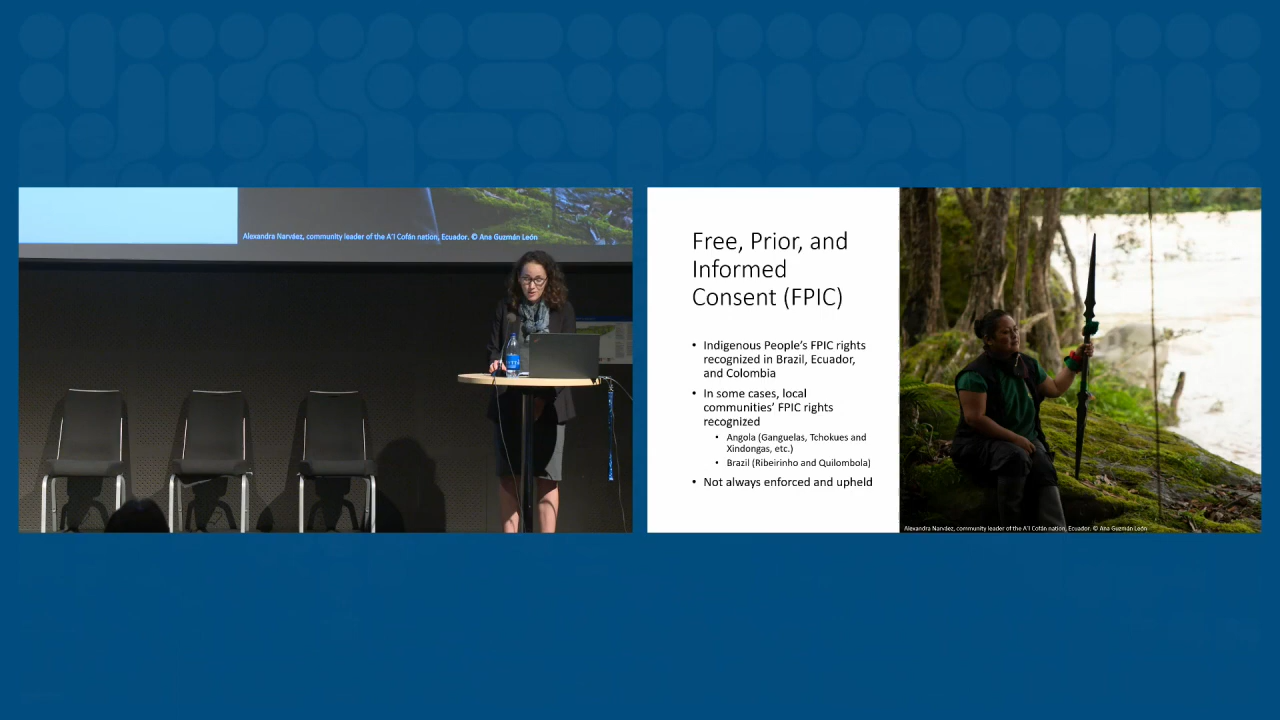 Alexandra Narváez, community leader of the A'I Cofán nation, Ecuador. © Ana Guzmán León
Free, Prior, and
Informed
Consent (FPIC)
• Indigenous People's FPIC rights
recognized in Brazil, Ecuador,
and Colombia
• In some cases, local
communities' FPIC rights
recognized
• Angola (Ganguelas, Tchokues and
Xindongas, etc.)
• Brazil (Ribeirinho and Quilombola)
• Not always enforced and upheld
Alexandra Narváez, community leader of the A'I Cofán nation, Ecuador. © Ana Guzmán León